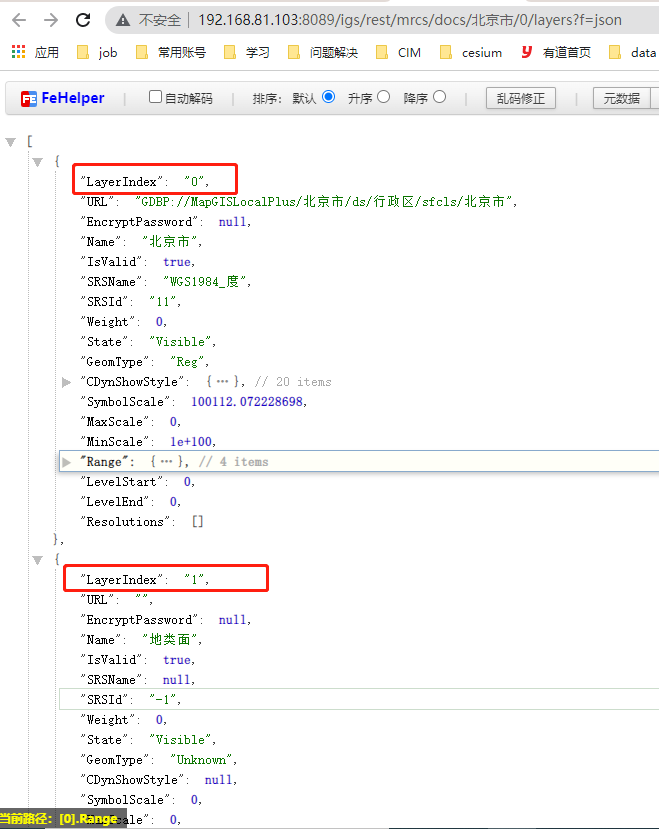 不安全 192.168.81.103:8089/igs/rest/mrcs/docs/北京市/0/layers?f=json
应用 job 常用账号 学习 问题解决 CIM cesium 有道首页 data
FeHelper 自动解码 排序: 默认 升序 降序 乱码修正 元数据
[
{
"LayerIndex": "0",
"URL": "GDBP://MapGISLocalPlus/北京市/ds/行政区/sfcls/北京市",
"EncryptPassword": null,
"Name": "北京市",
"IsValid": true,
"SRSName": "WGS1984_度",
"SRSId": "11",
"Weight": 0,
"State": "Visible",
"GeomType": "Reg",
"CDynShowStyle": {···}, // 20 items
"SymbolScale": 100112.072228698,
"MaxScale": 0,
"MinScale": 1e+100,
"Range": {···}, // 4 items
"LevelStart": 0,
"LevelEnd": 0,
"Resolutions": []
},
{
"LayerIndex": "1",
"URL": "",
"EncryptPassword": null,
"Name": "地类面",
"IsValid": true,
"SRSName": null,
"SRSId": "-1",
"Weight": 0,
"State": "Visible",
"GeomType": "Unknown",
"CDynShowStyle": null,
"SymbolScale": 0,
当前路径: [0].Range
0,